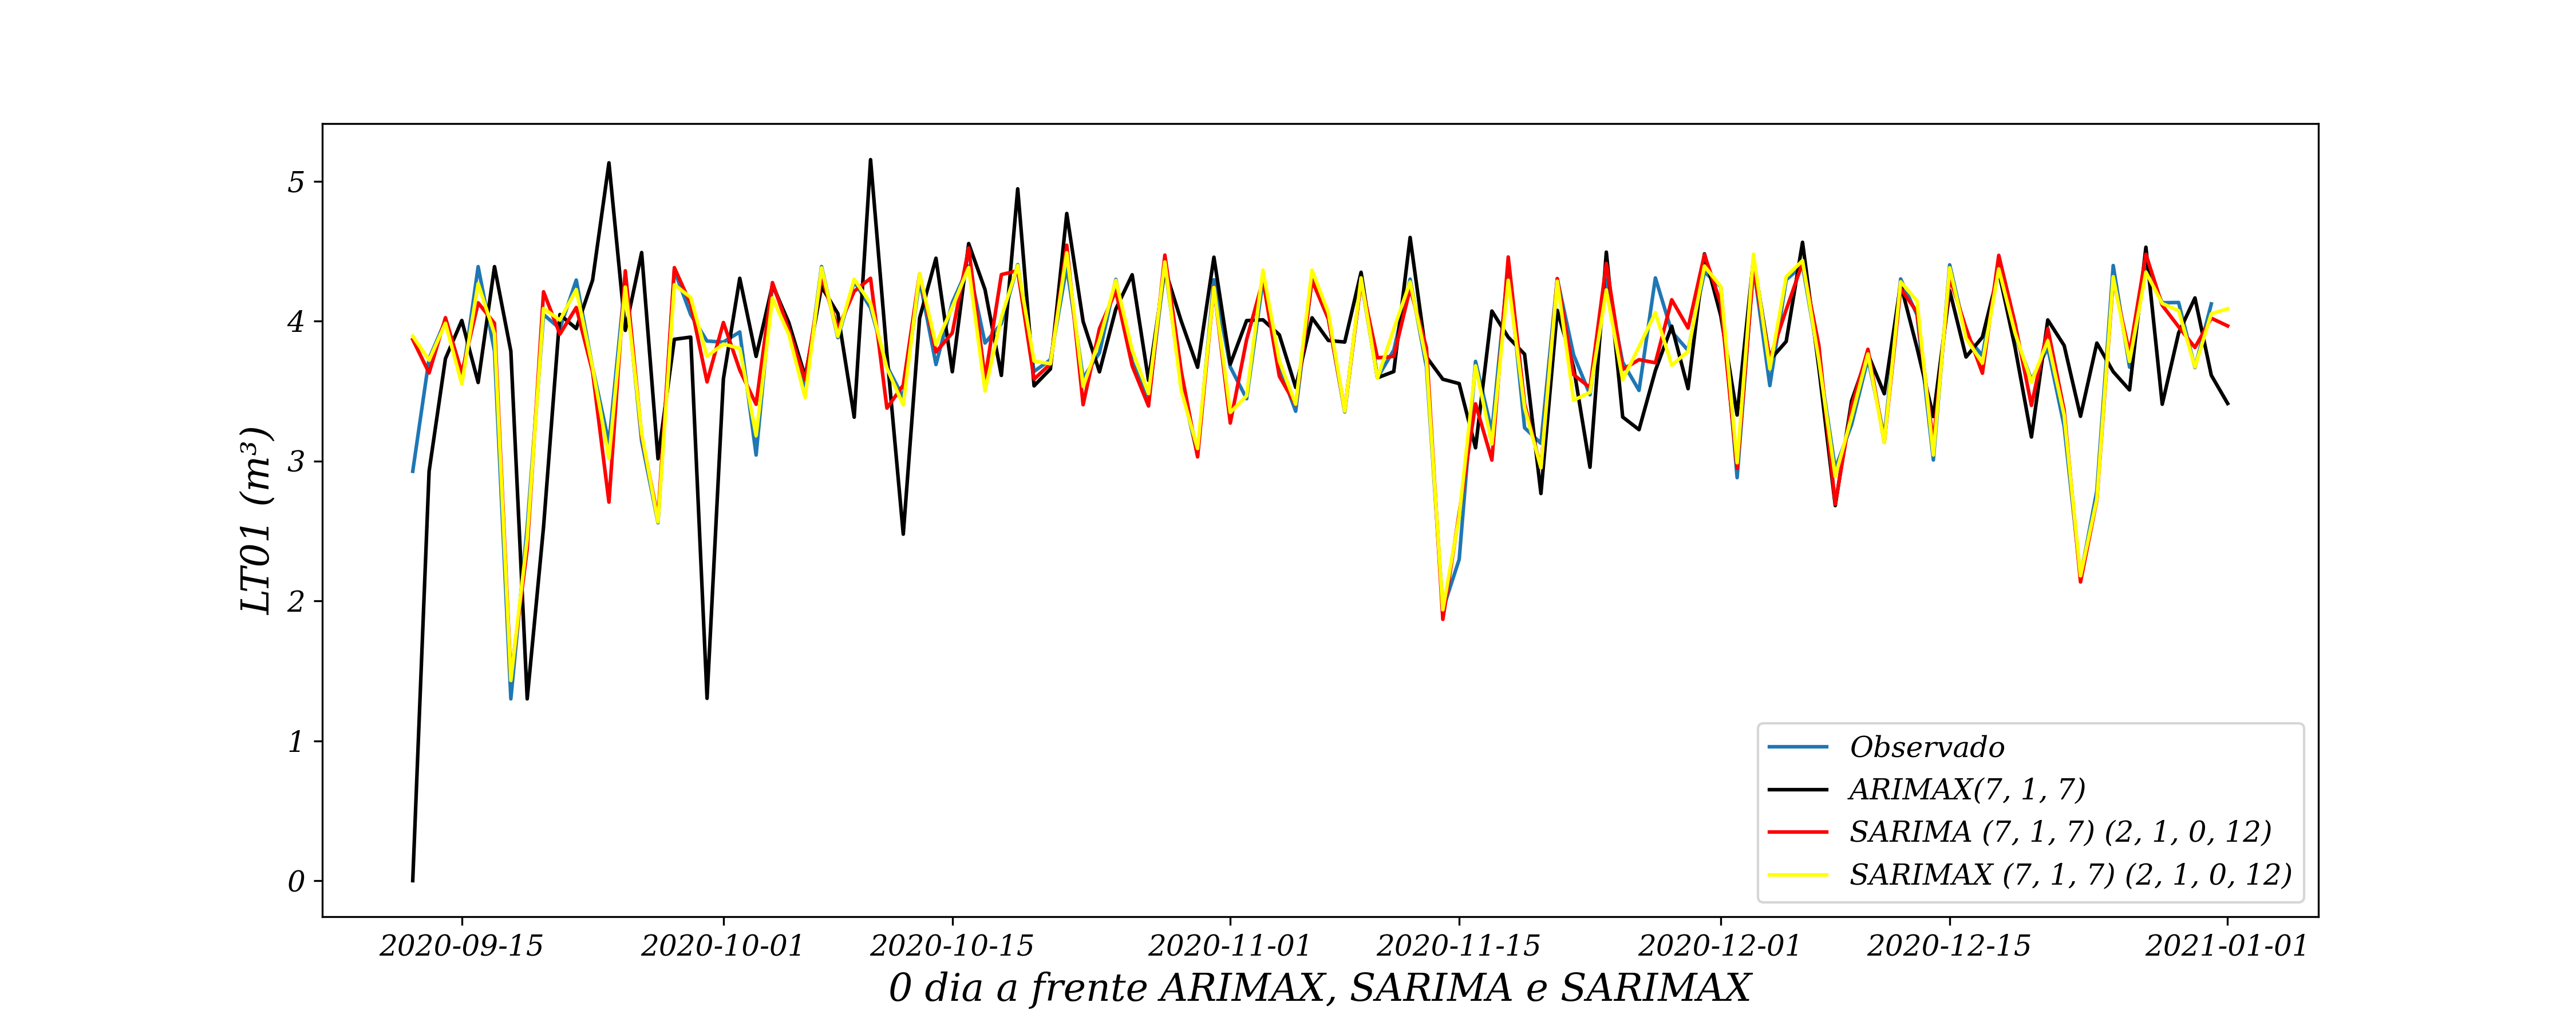 5
4
3
2
1
0
LT01 (m³)
Observado
ARIMAX(7, 1, 7)
SARIMA (7, 1, 7) (2, 1, 0, 12)
SARIMAX (7, 1, 7) (2, 1, 0, 12)
2020-09-15 2020-10-01 2020-10-15 2020-11-01 2020-11-15 2020-12-01 2020-12-15 2021-01-01
0 dia a frente ARIMAX, SARIMA e SARIMAX